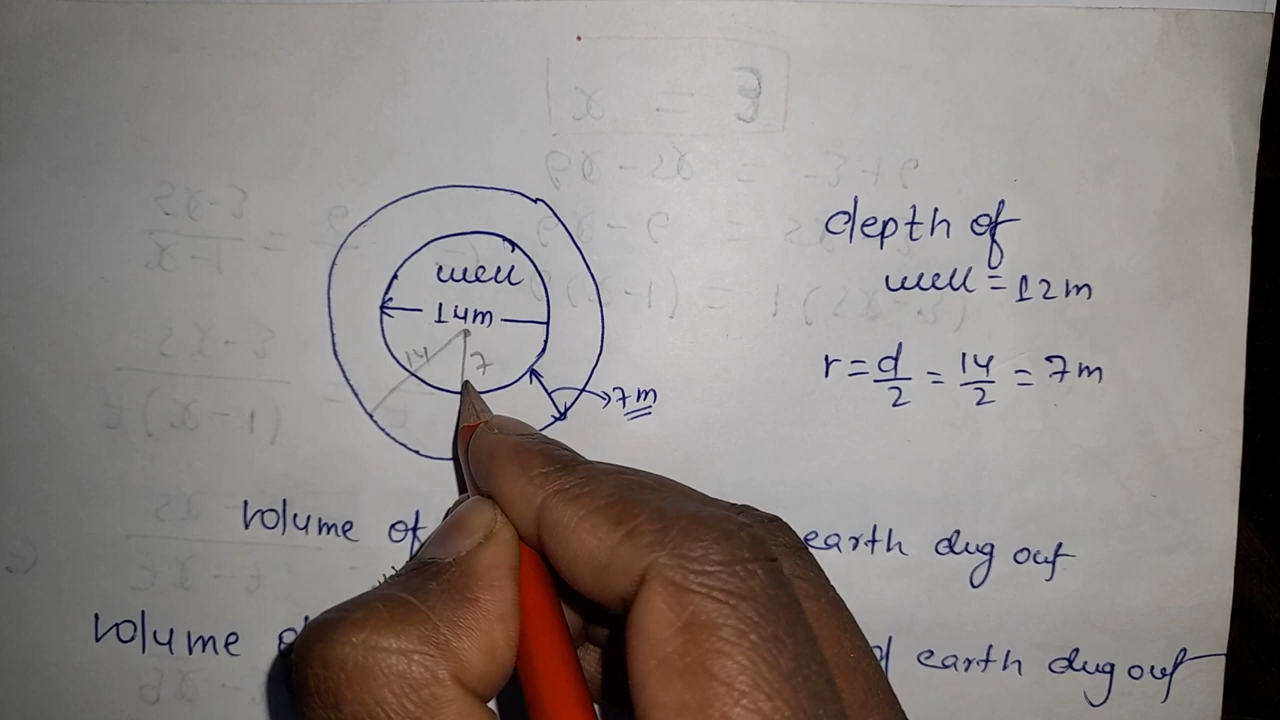 well
14m
14
7
7m
depth of
well = 12m
r = d/2 = 14/2 = 7m
volume of earth dug out
volume earth dug out